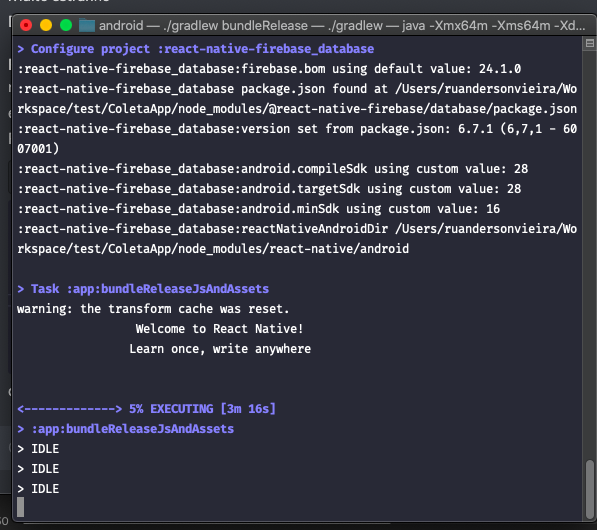 android — ./gradlew bundleRelease — ./gradlew — java -Xmx64m -Xms64m -Xd...
> Configure project :react-native-firebase_database
:react-native-firebase_database:firebase.bom using default value: 24.1.0
:react-native-firebase_database package.json found at /Users/ruandersonvieira/Wo
rkspace/test/ColetaApp/node_modules/@react-native-firebase/database/package.json
:react-native-firebase_database:version set from package.json: 6.7.1 (6,7,1 - 60
07001)
:react-native-firebase_database:android.compileSdk using custom value: 28
:react-native-firebase_database:android.targetSdk using custom value: 28
:react-native-firebase_database:android.minSdk using custom value: 16
:react-native-firebase_database:reactNativeAndroidDir /Users/ruandersonvieira/Wo
rkspace/test/ColetaApp/node_modules/react-native/android
> Task :app:bundleReleaseJsAndAssets
warning: the transform cache was reset.
Welcome to React Native!
Learn once, write anywhere
<-------------> 5% EXECUTING [3m 16s]
> :app:bundleReleaseJsAndAssets
> IDLE
> IDLE
> IDLE